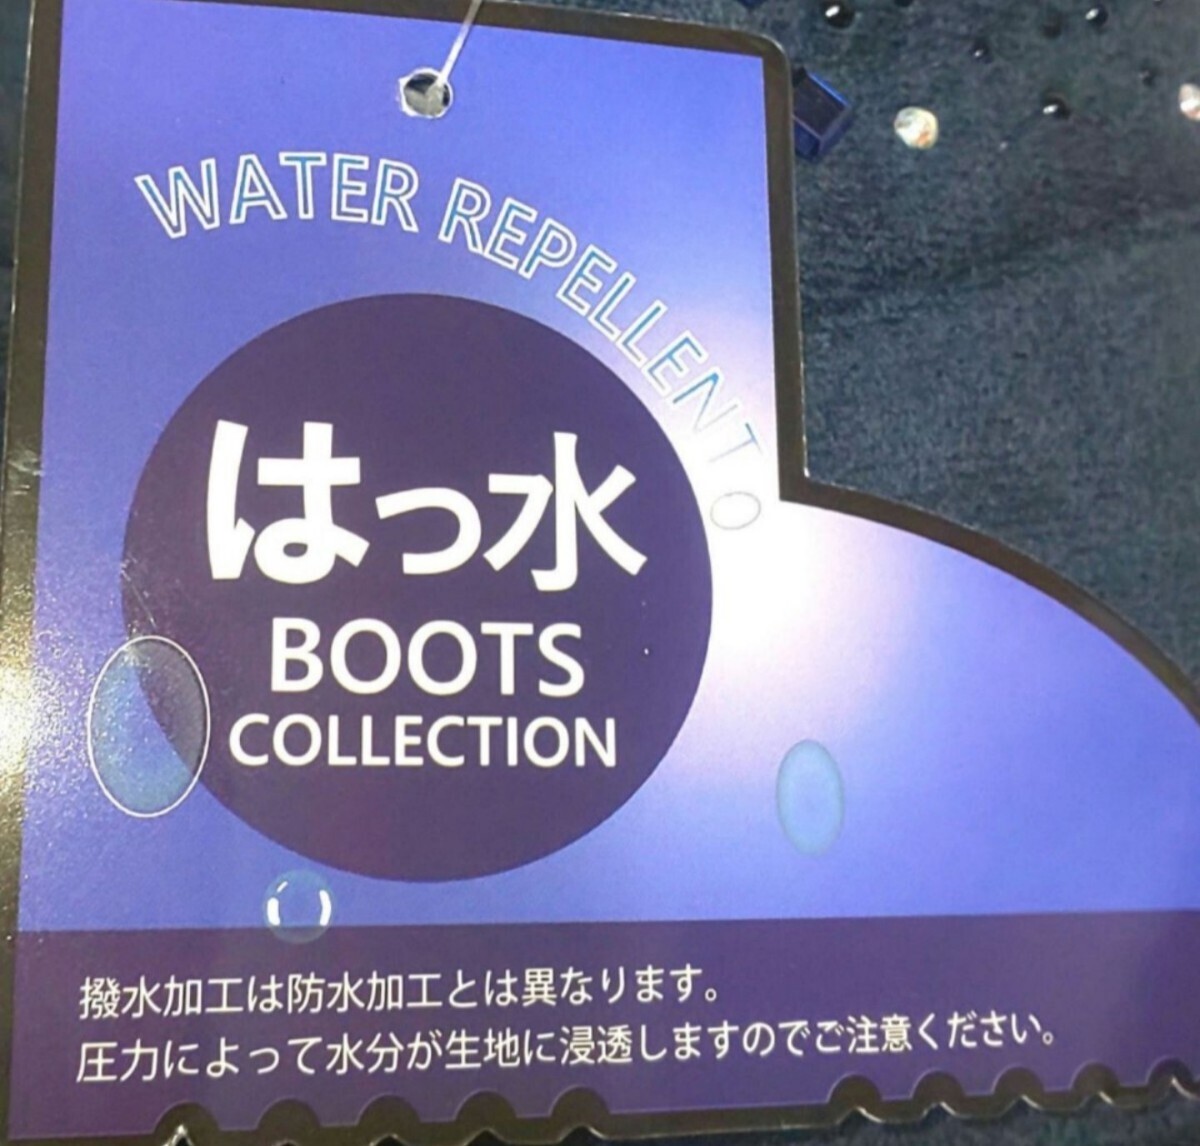 WATER REPELLENT
はっ水
BOOTS
COLLECTION
撥水加工は防水加工とは異なります。
圧力によって水分が生地に浸透しますのでご注意ください。